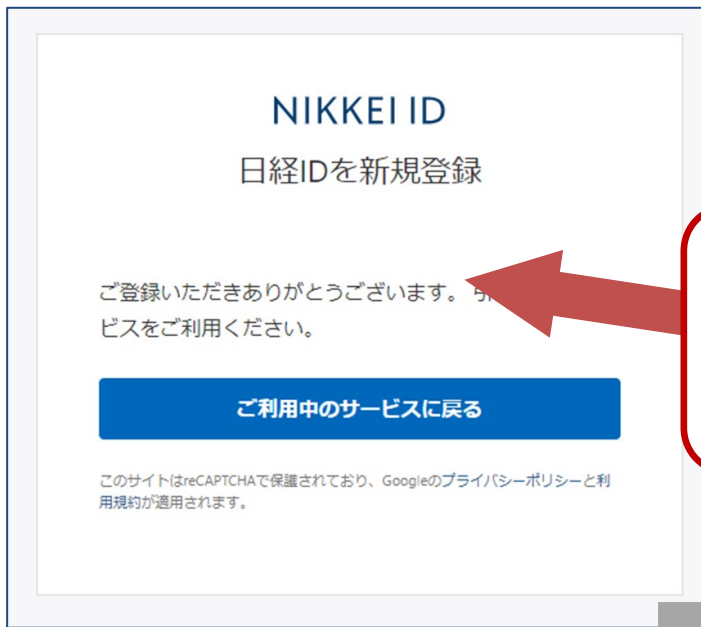 NIKKEI ID
日経IDを新規登録
ご登録いただきありがとうございます。
ビスをご利用ください。
ご利用中のサービスに戻る
このサイトはreCAPTCHAで保護されており、Googleのプライバシーポリシーと利
用規約が適用されます。